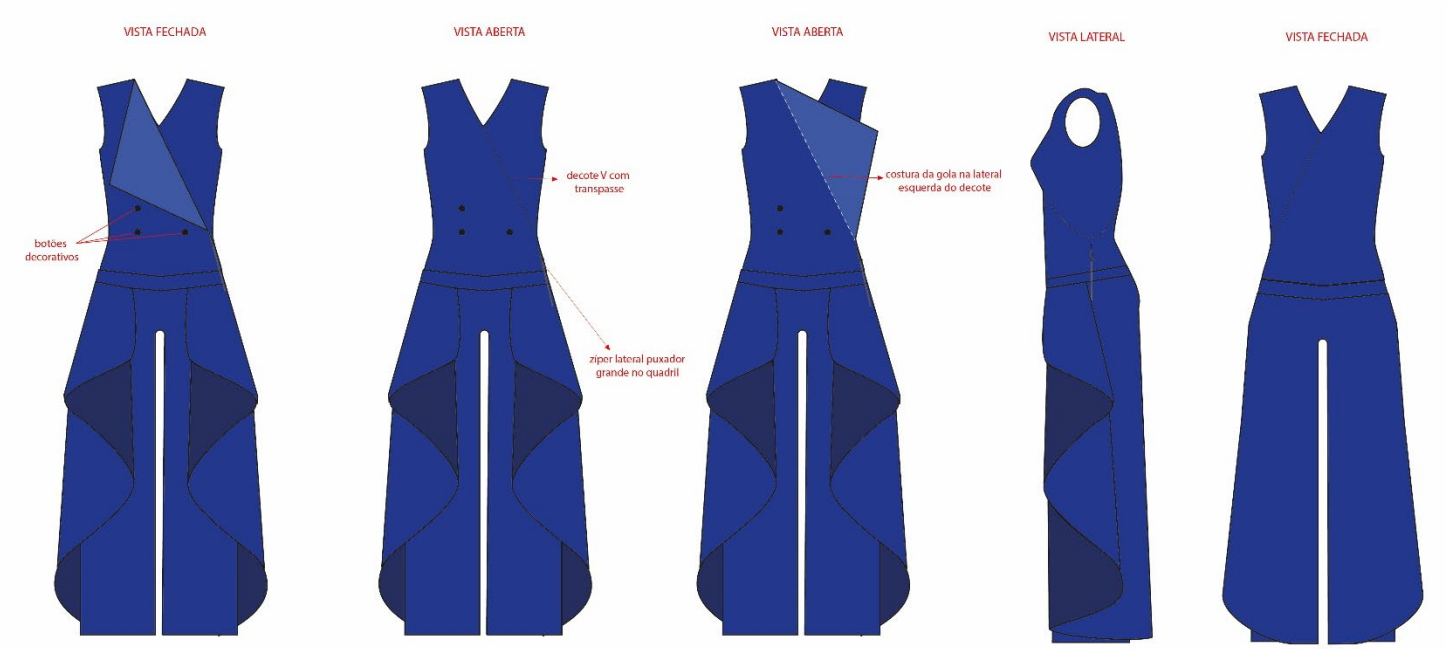 VISTA FECHADA
VISTA ABERTA
VISTA ABERTA
VISTA LATERAL
VISTA FECHADA
decote V com
transpasse
costura da gola na lateral
esquerda do decote
botões
decorativos
zíper lateral puxador
grande no quadril